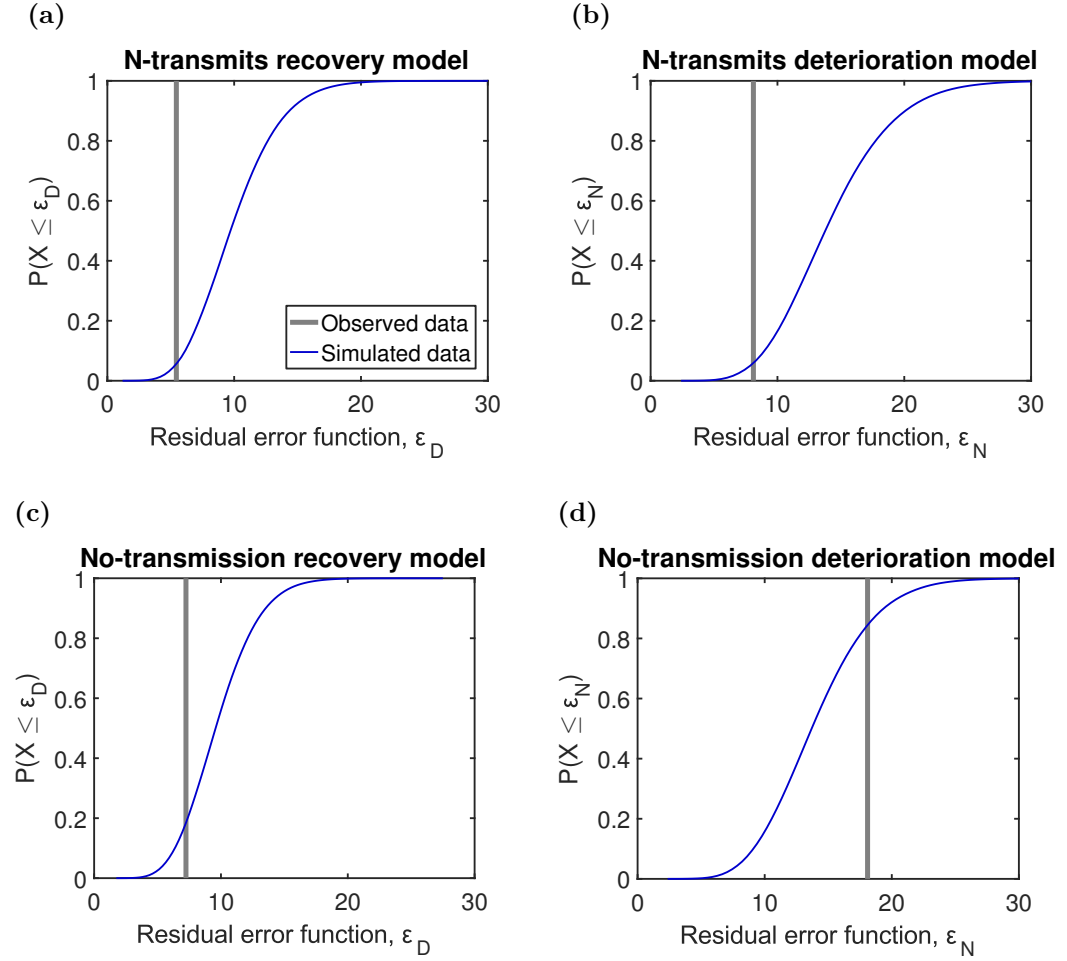 (a)
N-transmits recovery model
1
0.8
0.6
0.4
0.2
0
P(X ≤ ε_D)
Observed data
Simulated data
0 10 20 30
Residual error function, ε_D
(b)
N-transmits deterioration model
1
0.8
0.6
0.4
0.2
0
P(X ≤ ε_N)
0 10 20 30
Residual error function, ε_N
(c)
No-transmission recovery model
1
0.8
0.6
0.4
0.2
0
P(X ≤ ε_D)
0 10 20 30
Residual error function, ε_D
(d)
No-transmission deterioration model
1
0.8
0.6
0.4
0.2
0
P(X ≤ ε_N)
0 10 20 30
Residual error function, ε_N